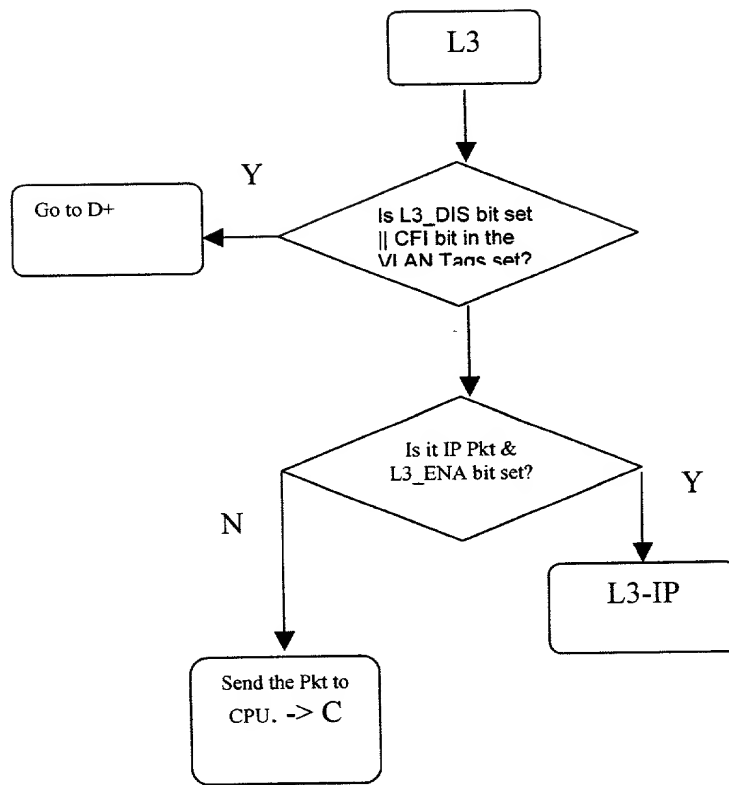 L3
Y
Go to D+
Is L3_DIS bit set
|| CFI bit in the
VLAN Tags set?
Is it IP Pkt &
L3_ENA bit set?
Y
N
L3-IP
Send the Pkt to
CPU. -> C